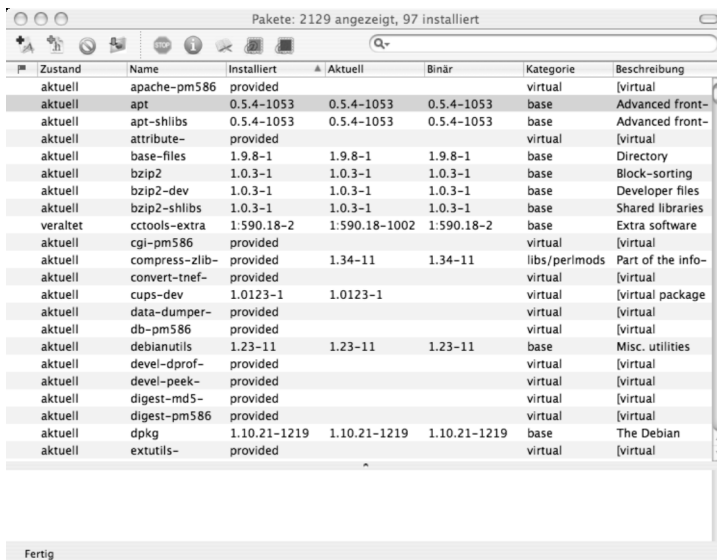 Pakete: 2129 angezeigt, 97 installiert
STOP
Zustand Name Installiert Aktuell Binär Kategorie Beschreibung
aktuell apache-pm586 provided virtual [virtual
aktuell apt 0.5.4-1053 0.5.4-1053 0.5.4-1053 base Advanced front-
aktuell apt-shlibs 0.5.4-1053 0.5.4-1053 0.5.4-1053 base Advanced front-
aktuell attribute- provided virtual [virtual
aktuell base-files 1.9.8-1 1.9.8-1 1.9.8-1 base Directory
aktuell bzip2 1.0.3-1 1.0.3-1 1.0.3-1 base Block-sorting
aktuell bzip2-dev 1.0.3-1 1.0.3-1 1.0.3-1 base Developer files
aktuell bzip2-shlibs 1.0.3-1 1.0.3-1 1.0.3-1 base Shared libraries
veraltet cctools-extra 1:590.18-2 1:590.18-1002 1:590.18-2 base Extra software
aktuell cgi-pm586 provided virtual [virtual
aktuell compress-zlib- provided 1.34-11 1.34-11 libs/perlmods Part of the info-
aktuell convert-tnef- provided virtual [virtual
aktuell cups-dev 1.0123-1 1.0123-1 virtual [virtual package
aktuell data-dumper- provided virtual [virtual
aktuell db-pm586 provided virtual [virtual
aktuell debianutils 1.23-11 1.23-11 1.23-11 base Misc. utilities
aktuell devel-dprof- provided virtual [virtual
aktuell devel-peek- provided virtual [virtual
aktuell digest-md5- provided virtual [virtual
aktuell digest-pm586 provided virtual [virtual
aktuell dpkg 1.10.21-1219 1.10.21-1219 1.10.21-1219 base The Debian
aktuell extutils- provided virtual [virtual
Fertig